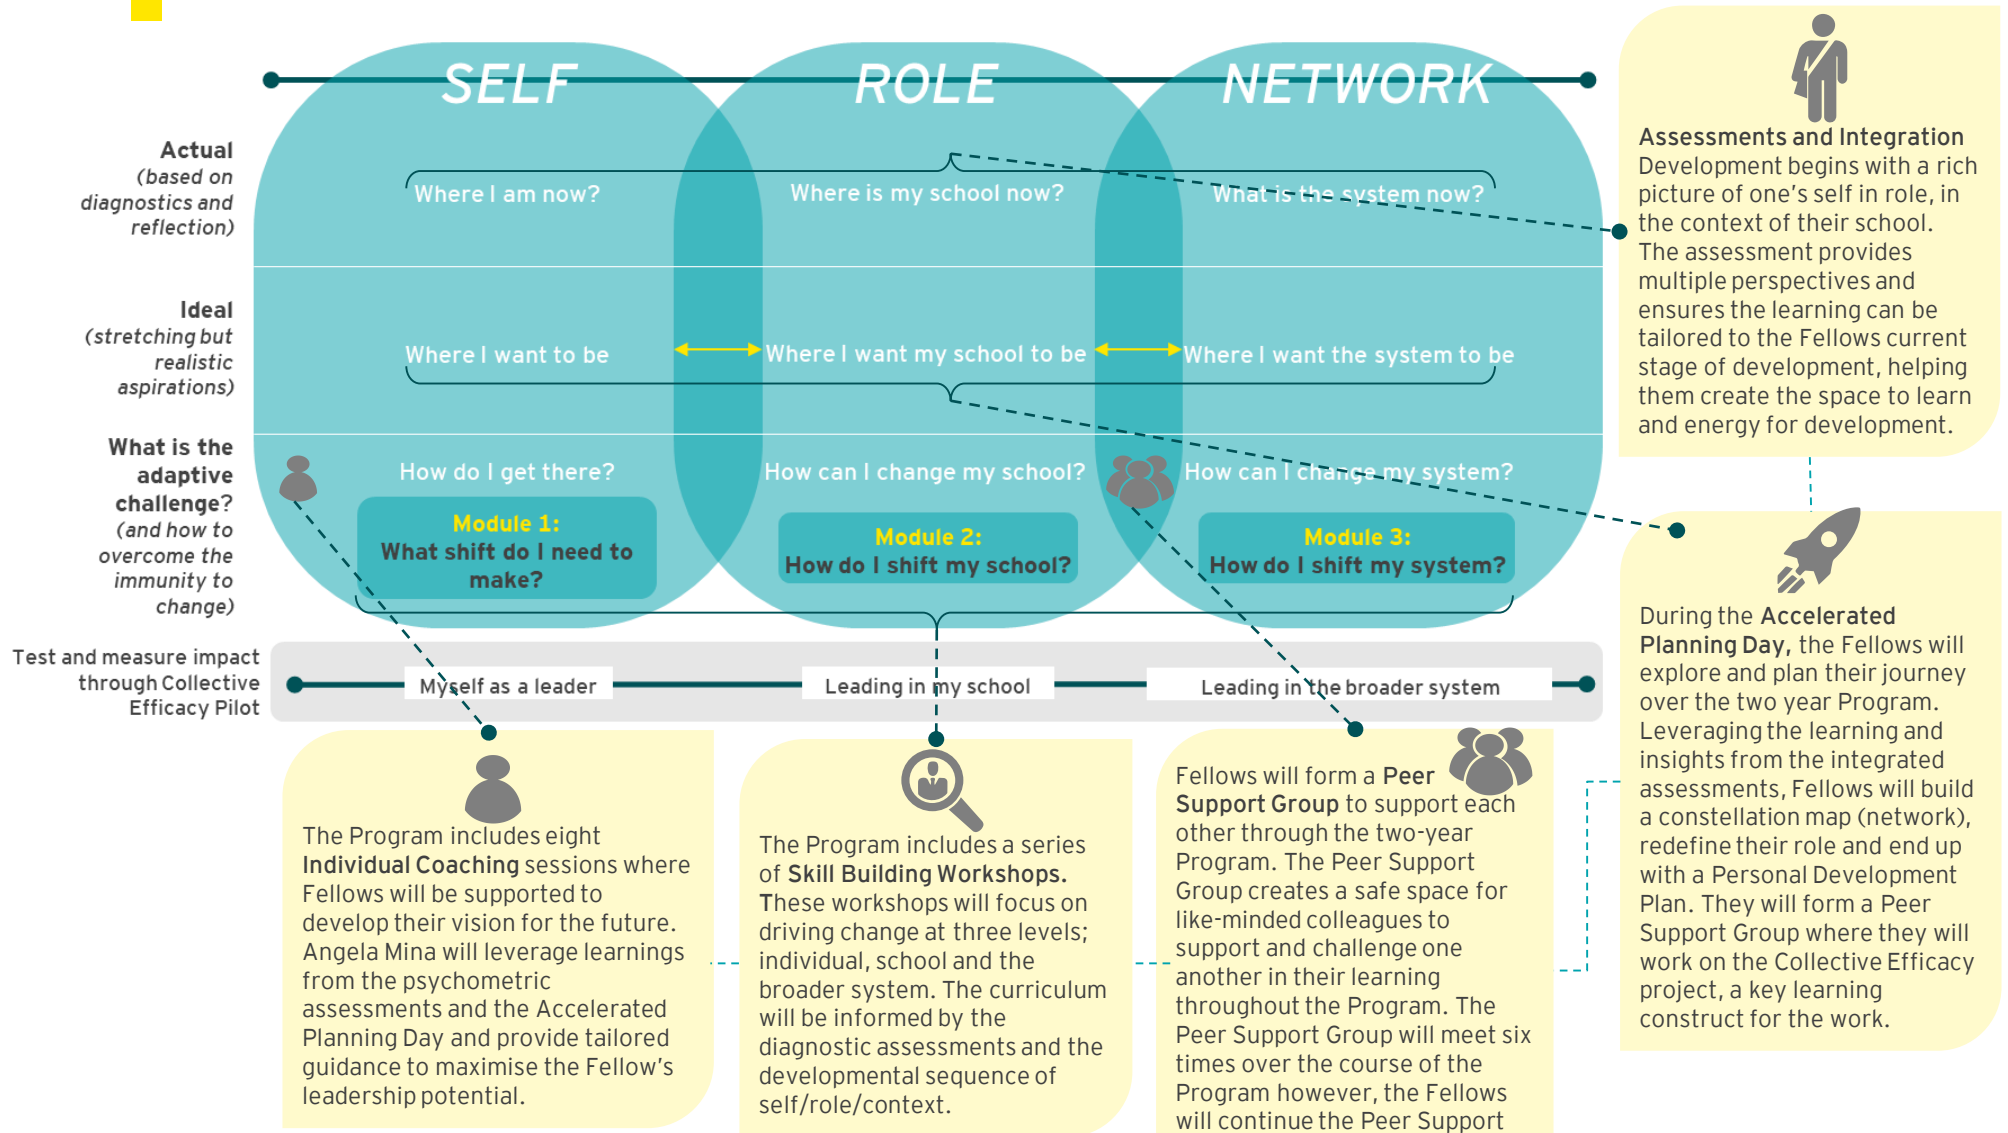 SELF
ROLE
NETWORK
Actual
(based on
diagnostics and
reflection)
Where I am now?
Where is my school now?
What is the system now?
Ideal
(stretching but
realistic
aspirations)
Where I want to be
Where I want my school to be
Where I want the system to be
What is the
adaptive
challenge?
(and how to
overcome the
immunity to
change)
How do I get there?
How can I change my school?
How can I change my system?
Module 1:
What shift do I need to
make?
Module 2:
How do I shift my school?
Module 3:
How do I shift my system?
Test and measure impact
through Collective
Efficacy Pilot
Myself as a leader
Leading in my school
Leading in the broader system
Assessments and Integration
Development begins with a rich
picture of one's self in role, in
the context of their school.
The assessment provides
multiple perspectives and
ensures the learning can be
tailored to the Fellows current
stage of development, helping
them create the space to learn
and energy for development.
During the Accelerated
Planning Day, the Fellows will
explore and plan their journey
over the two year Program.
Leveraging the learning and
insights from the integrated
assessments, Fellows will build
a constellation map (network),
redefine their role and end up
with a Personal Development
Plan. They will form a Peer
Support Group where they will
work on the Collective Efficacy
project, a key learning
construct for the work.
The Program includes eight
Individual Coaching sessions where
Fellows will be supported to
develop their vision for the future.
Angela Mina will leverage learnings
from the psychometric
assessments and the Accelerated
Planning Day and provide tailored
guidance to maximise the Fellow's
leadership potential.
The Program includes a series
of Skill Building Workshops.
These workshops will focus on
driving change at three levels;
individual, school and the
broader system. The curriculum
will be informed by the
diagnostic assessments and the
developmental sequence of
self/role/context.
Fellows will form a Peer
Support Group to support each
other through the two-year
Program. The Peer Support
Group creates a safe space for
like-minded colleagues to
support and challenge one
another in their learning
throughout the Program. The
Peer Support Group will meet six
times over the course of the
Program however, the Fellows
will continue the Peer Support